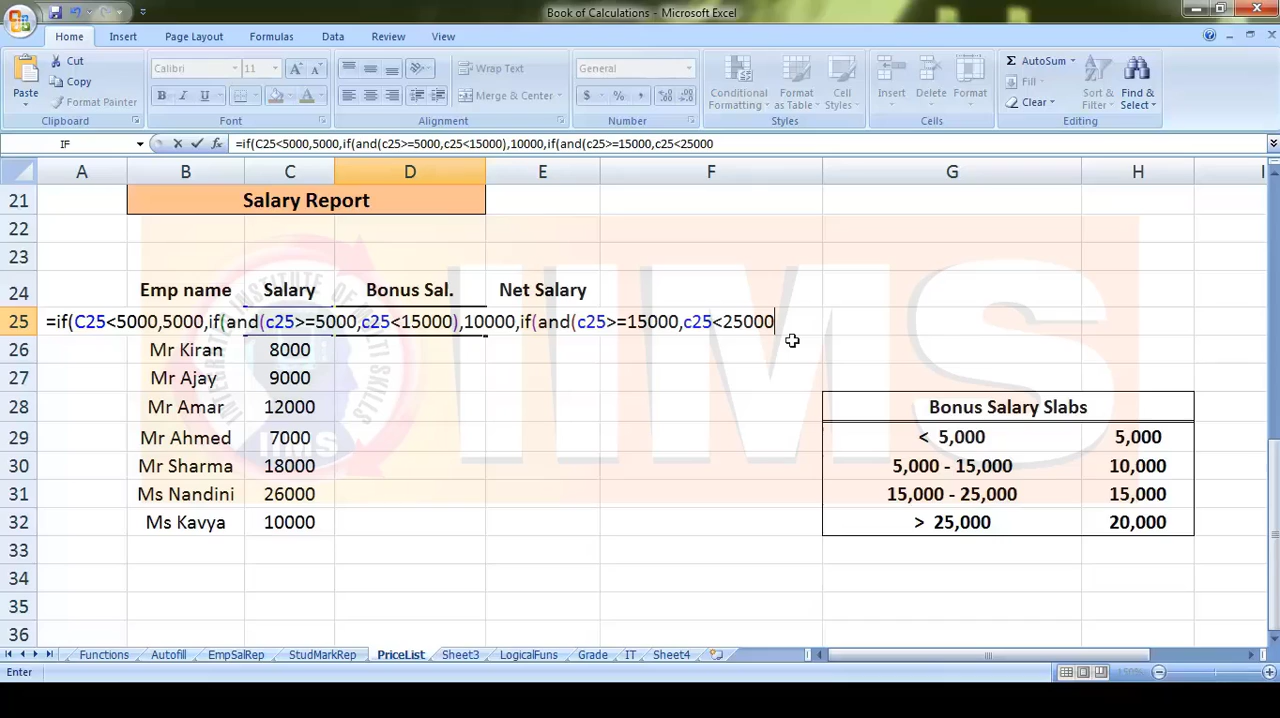 Book of Calculations - Microsoft Excel
Home Insert Page Layout Formulas Data Review View
Paste
Cut
Copy
Format Painter
Calibri 11
General
Wrap Text
Merge & Center
Conditional Formatting
Format as Table
Cell Styles
Insert
Delete
Format
AutoSum
Fill
Clear
Sort & Filter
Find & Select
Clipboard Font Alignment Number Styles Cells Editing
IF =if(C25<5000,5000,if(and(c25>=5000,c25<15000),10000,if(and(c25>=15000,c25<25000
A B C D E F G H I
21 Salary Report
22
23
24 Emp name Salary Bonus Sal. Net Salary
25 =if(C25<5000,5000,if(and(c25>=5000,c25<15000),10000,if(and(c25>=15000,c25<25000
26 Mr Kiran 8000
27 Mr Ajay 9000
28 Mr Amar 12000 Bonus Salary Slabs
29 Mr Ahmed 7000 < 5,000 5,000
30 Mr Sharma 18000 5,000 - 15,000 10,000
31 Ms Nandini 26000 15,000 - 25,000 15,000
32 Ms Kavya 10000 > 25,000 20,000
33
34
35
36
IIMS
INTEGRATED INSTITUTE OF MULTI SKILLS
IIMS
Functions Autofill EmpSalRep StudMarkRep PriceList Sheet3 LogicalFuns Grade IT Sheet4
Enter 150%